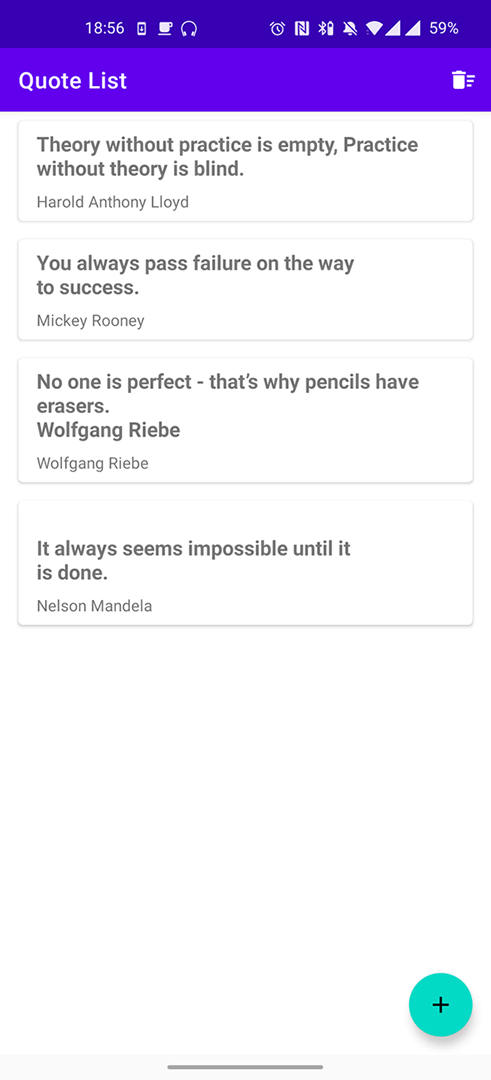 18:56
59%
Quote List
Theory without practice is empty, Practice
without theory is blind.
Harold Anthony Lloyd
You always pass failure on the way
to success.
Mickey Rooney
No one is perfect - that’s why pencils have
erasers.
Wolfgang Riebe
Wolfgang Riebe
It always seems impossible until it
is done.
Nelson Mandela